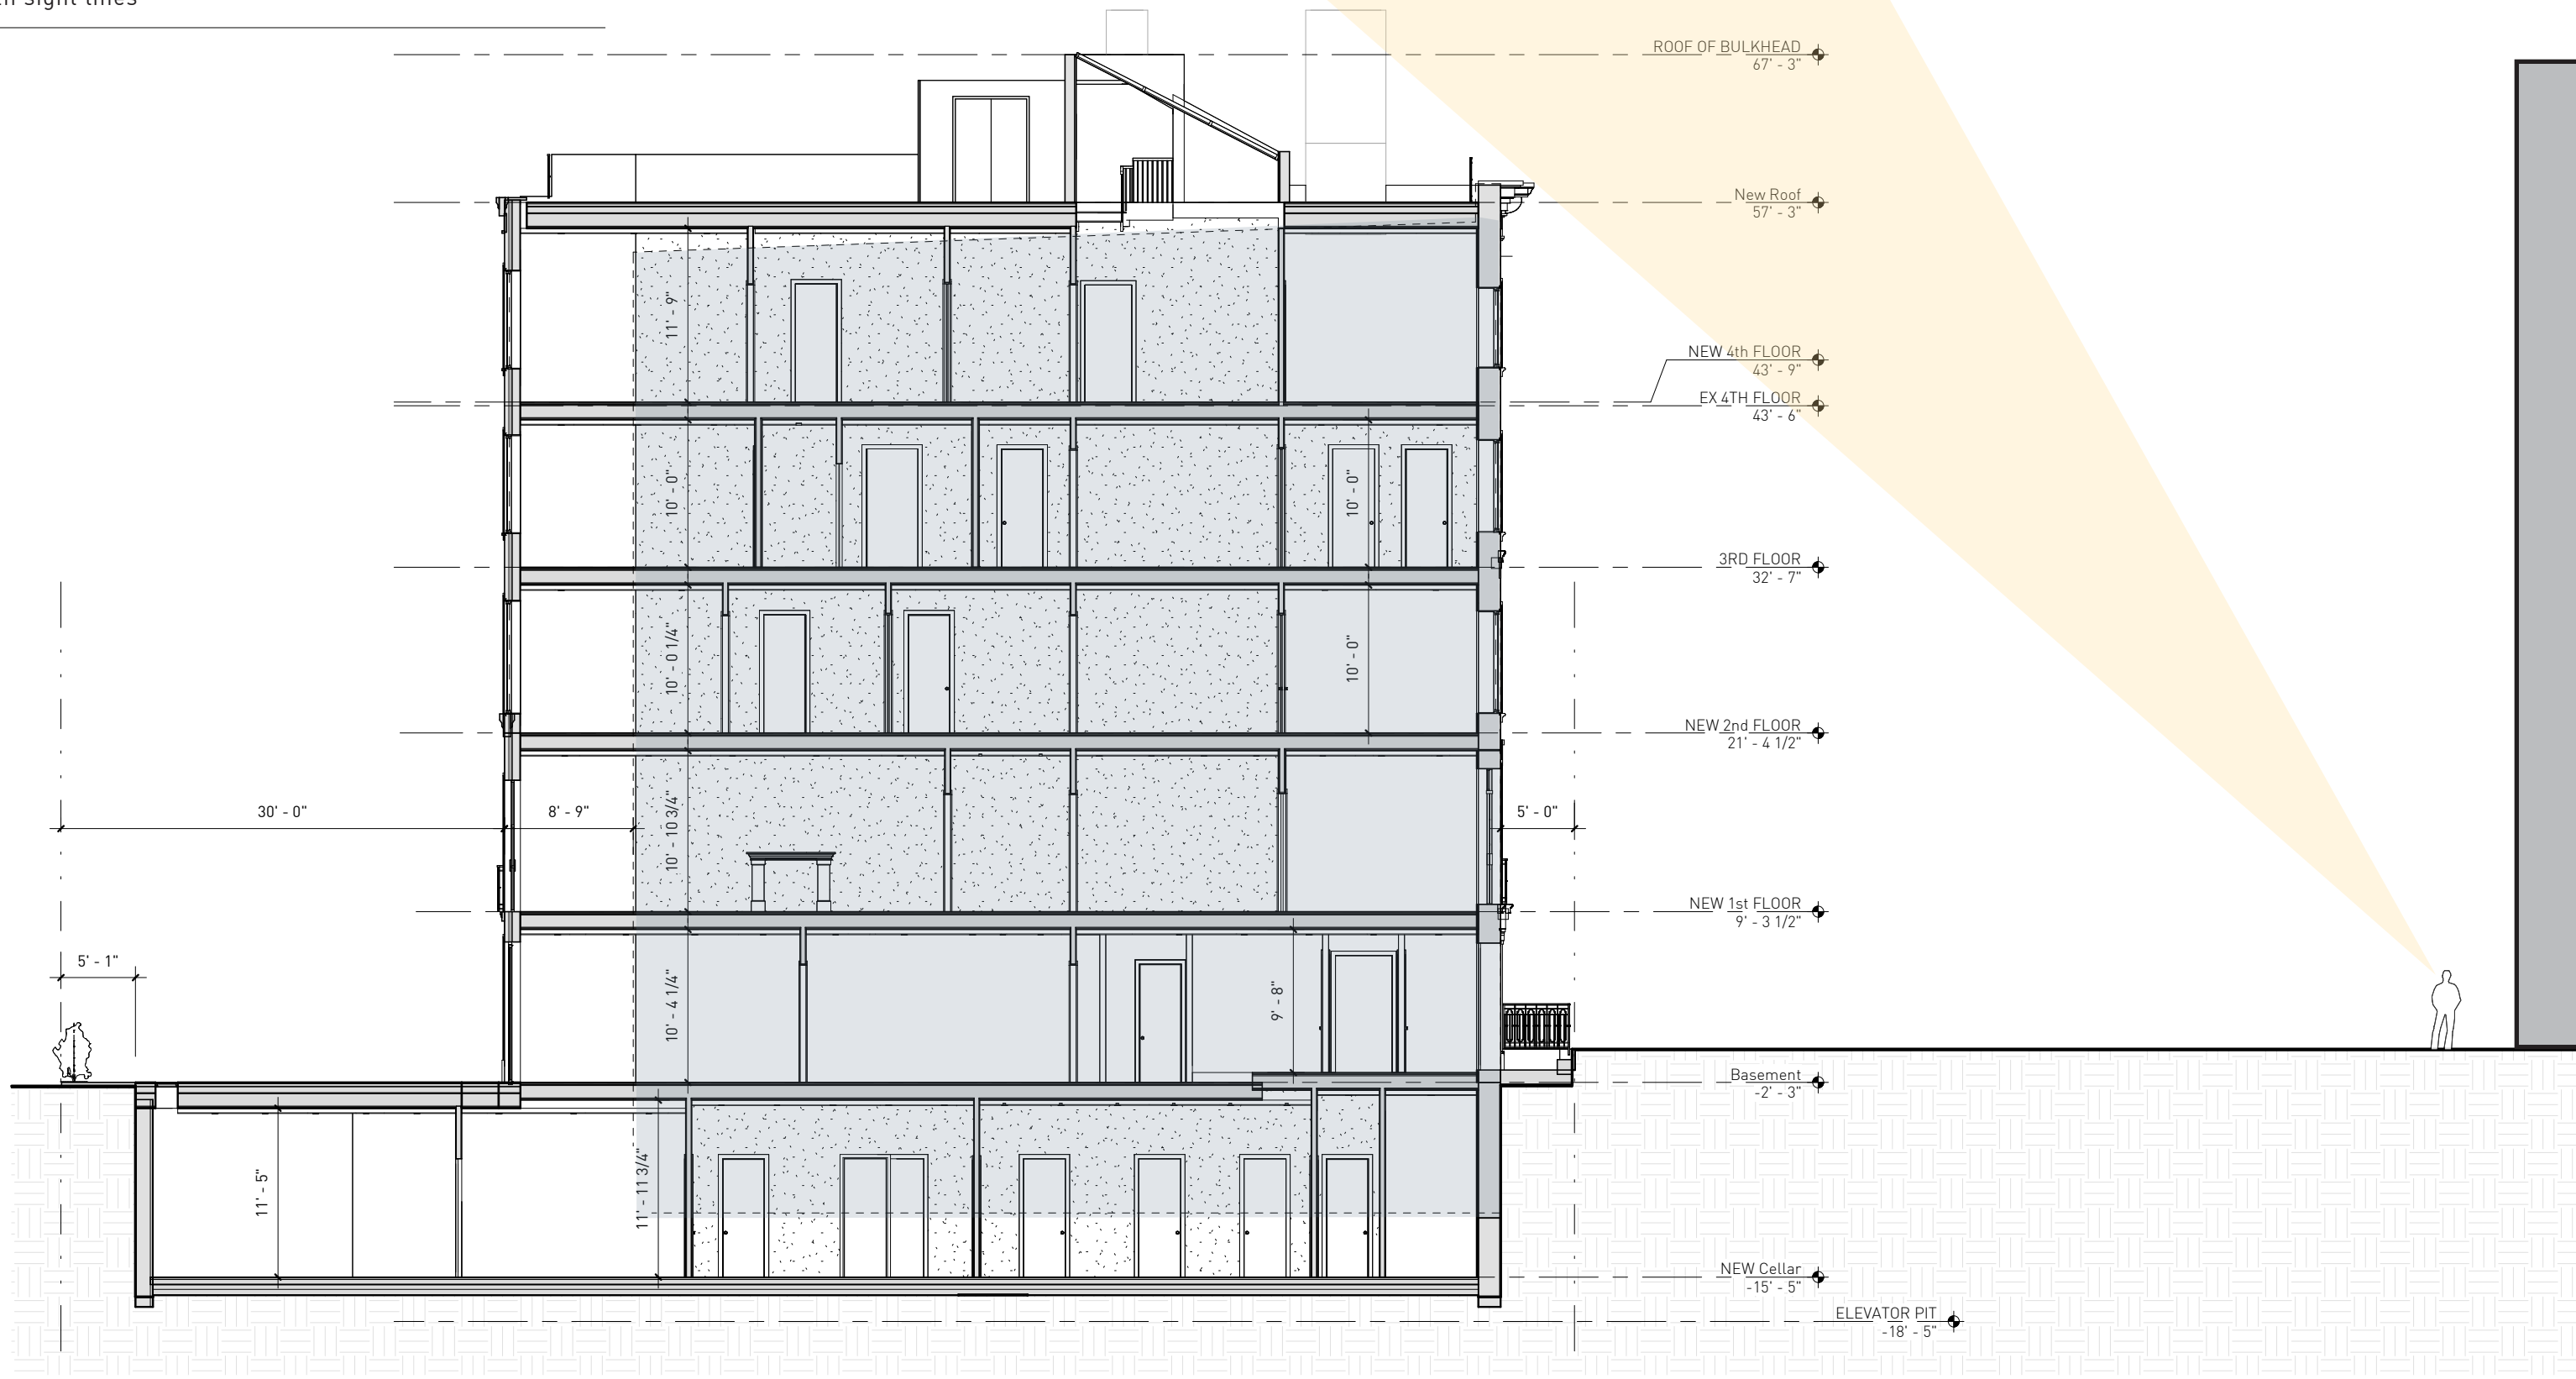 sight lines
ROOF OF BULKHEAD
67' - 3"
New Roof
57' - 3"
11' - 9"
NEW 4th FLOOR
43' - 9"
EX 4TH FLOOR
43' - 6"
10' - 0"
10' - 0"
3RD FLOOR
32' - 7"
10' - 0 1/4"
10' - 0"
NEW 2nd FLOOR
21' - 4 1/2"
30' - 0"
8' - 9"
10' - 10 3/4"
5' - 0"
NEW 1st FLOOR
9' - 3 1/2"
5' - 1"
10' - 4 1/4"
9' - 8"
Basement
-2' - 3"
11' - 5"
11' - 11 3/4"
NEW Cellar
-15' - 5"
ELEVATOR PIT
-18' - 5"